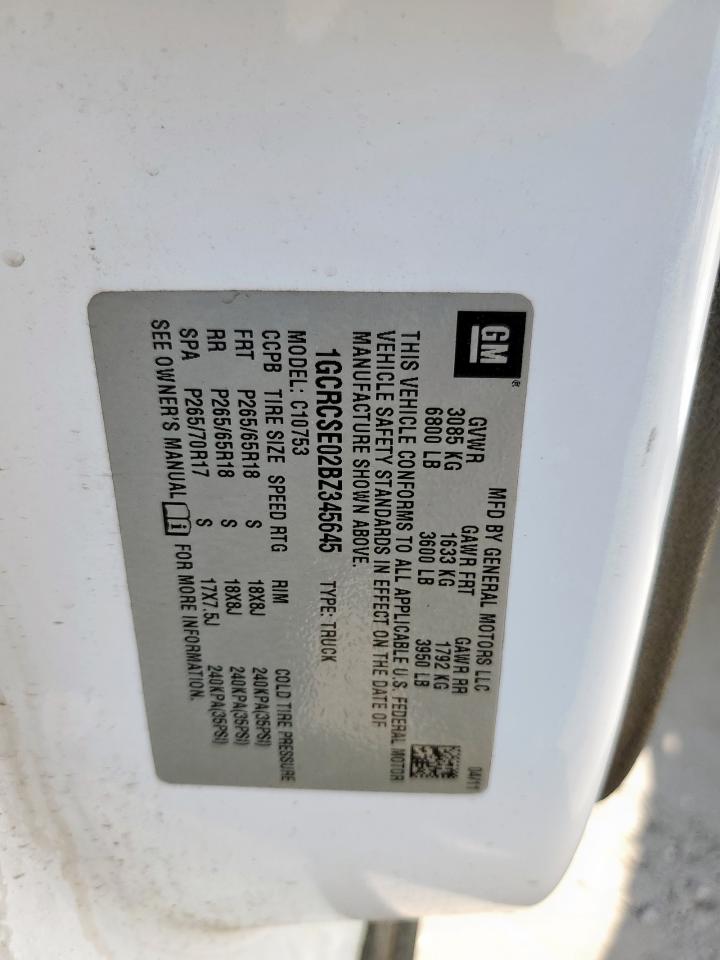 GM®
MFD BY GENERAL MOTORS LLC 04/11
GVWR GAWR FRT GAWR RR
3085 KG 1633 KG 1792 KG
6800 LB 3600 LB 3950 LB
THIS VEHICLE CONFORMS TO ALL APPLICABLE U.S. FEDERAL MOTOR
VEHICLE SAFETY STANDARDS IN EFFECT ON THE DATE OF
MANUFACTURE SHOWN ABOVE.
1GCRCSE02BZ345645 TYPE: TRUCK
MODEL: C10753
CCPB TIRE SIZE SPEED RTG RIM COLD TIRE PRESSURE
FRT P265/65R18 S 18X8J 240KPA(35PSI)
RR P265/65R18 S 18X8J 240KPA(35PSI)
SPA P265/70R17 S 17X7.5J 240KPA(35PSI)
SEE OWNER'S MANUAL i FOR MORE INFORMATION.